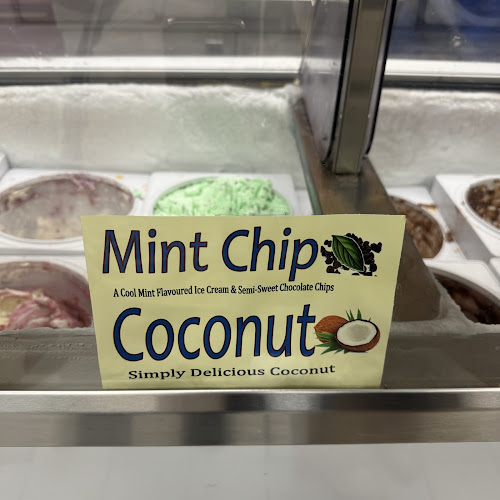 Mint Chip
A Cool Mint Flavoured Ice Cream & Semi-Sweet Chocolate Chips
Coconut
Simply Delicious Coconut